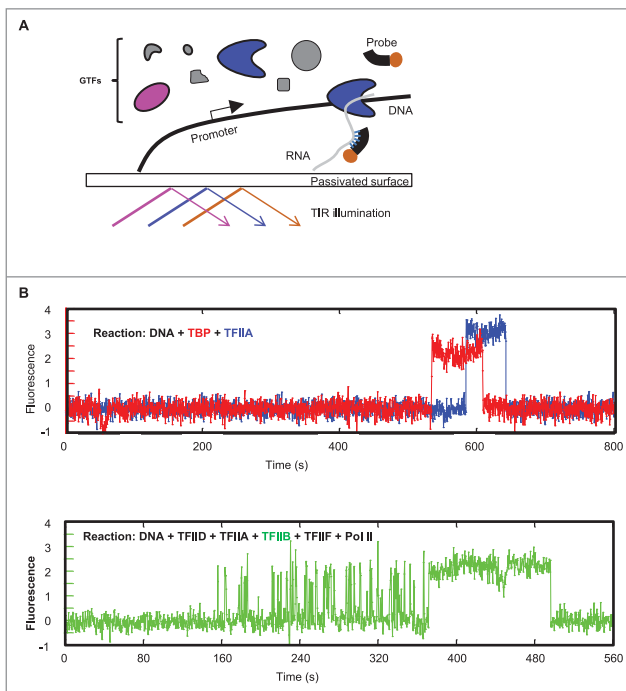 A
GTFs
Probe
Promoter
DNA
RNA
Passivated surface
TIR illumination
B
Reaction: DNA + TBP + TFIIA
Fluorescence
4
3
2
1
0
-1
0
200
400
600
800
Time (s)
Reaction: DNA + TFIID + TFIIA + TFIIB + TFIIF + Pol II
Fluorescence
4
3
2
1
0
-1
0
80
160
240
320
400
480
560
Time (s)